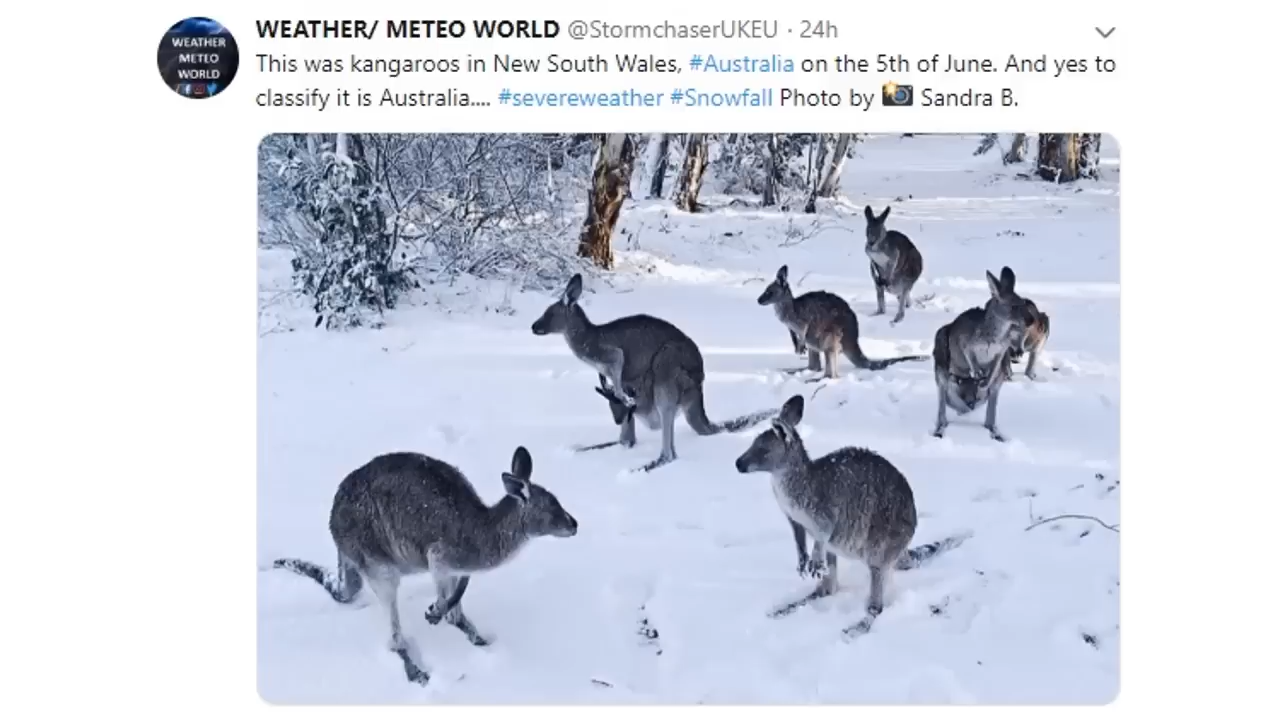 WEATHER
METEO
WORLD
WEATHER/ METEO WORLD @StormchaserUKEU · 24h
This was kangaroos in New South Wales, #Australia on the 5th of June. And yes to
classify it is Australia.... #severeweather #Snowfall Photo by 📸 Sandra B.